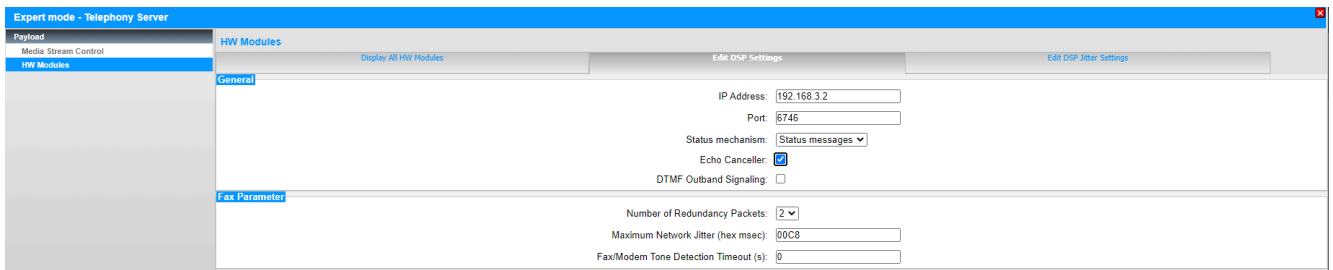 Expert mode - Telephony Server
Payload
Media Stream Control
HW Modules
HW Modules
Display All HW Modules Edit DSP Settings Edit DSP Jitter Settings
General
IP Address: 192.168.3.2
Port: 6746
Status mechanism: Status messages
Echo Canceller:
DTMF Outband Signaling:
Fax Parameter
Number of Redundancy Packets: 2
Maximum Network Jitter (hex msec): 00C8
Fax/Modem Tone Detection Timeout (s): 0